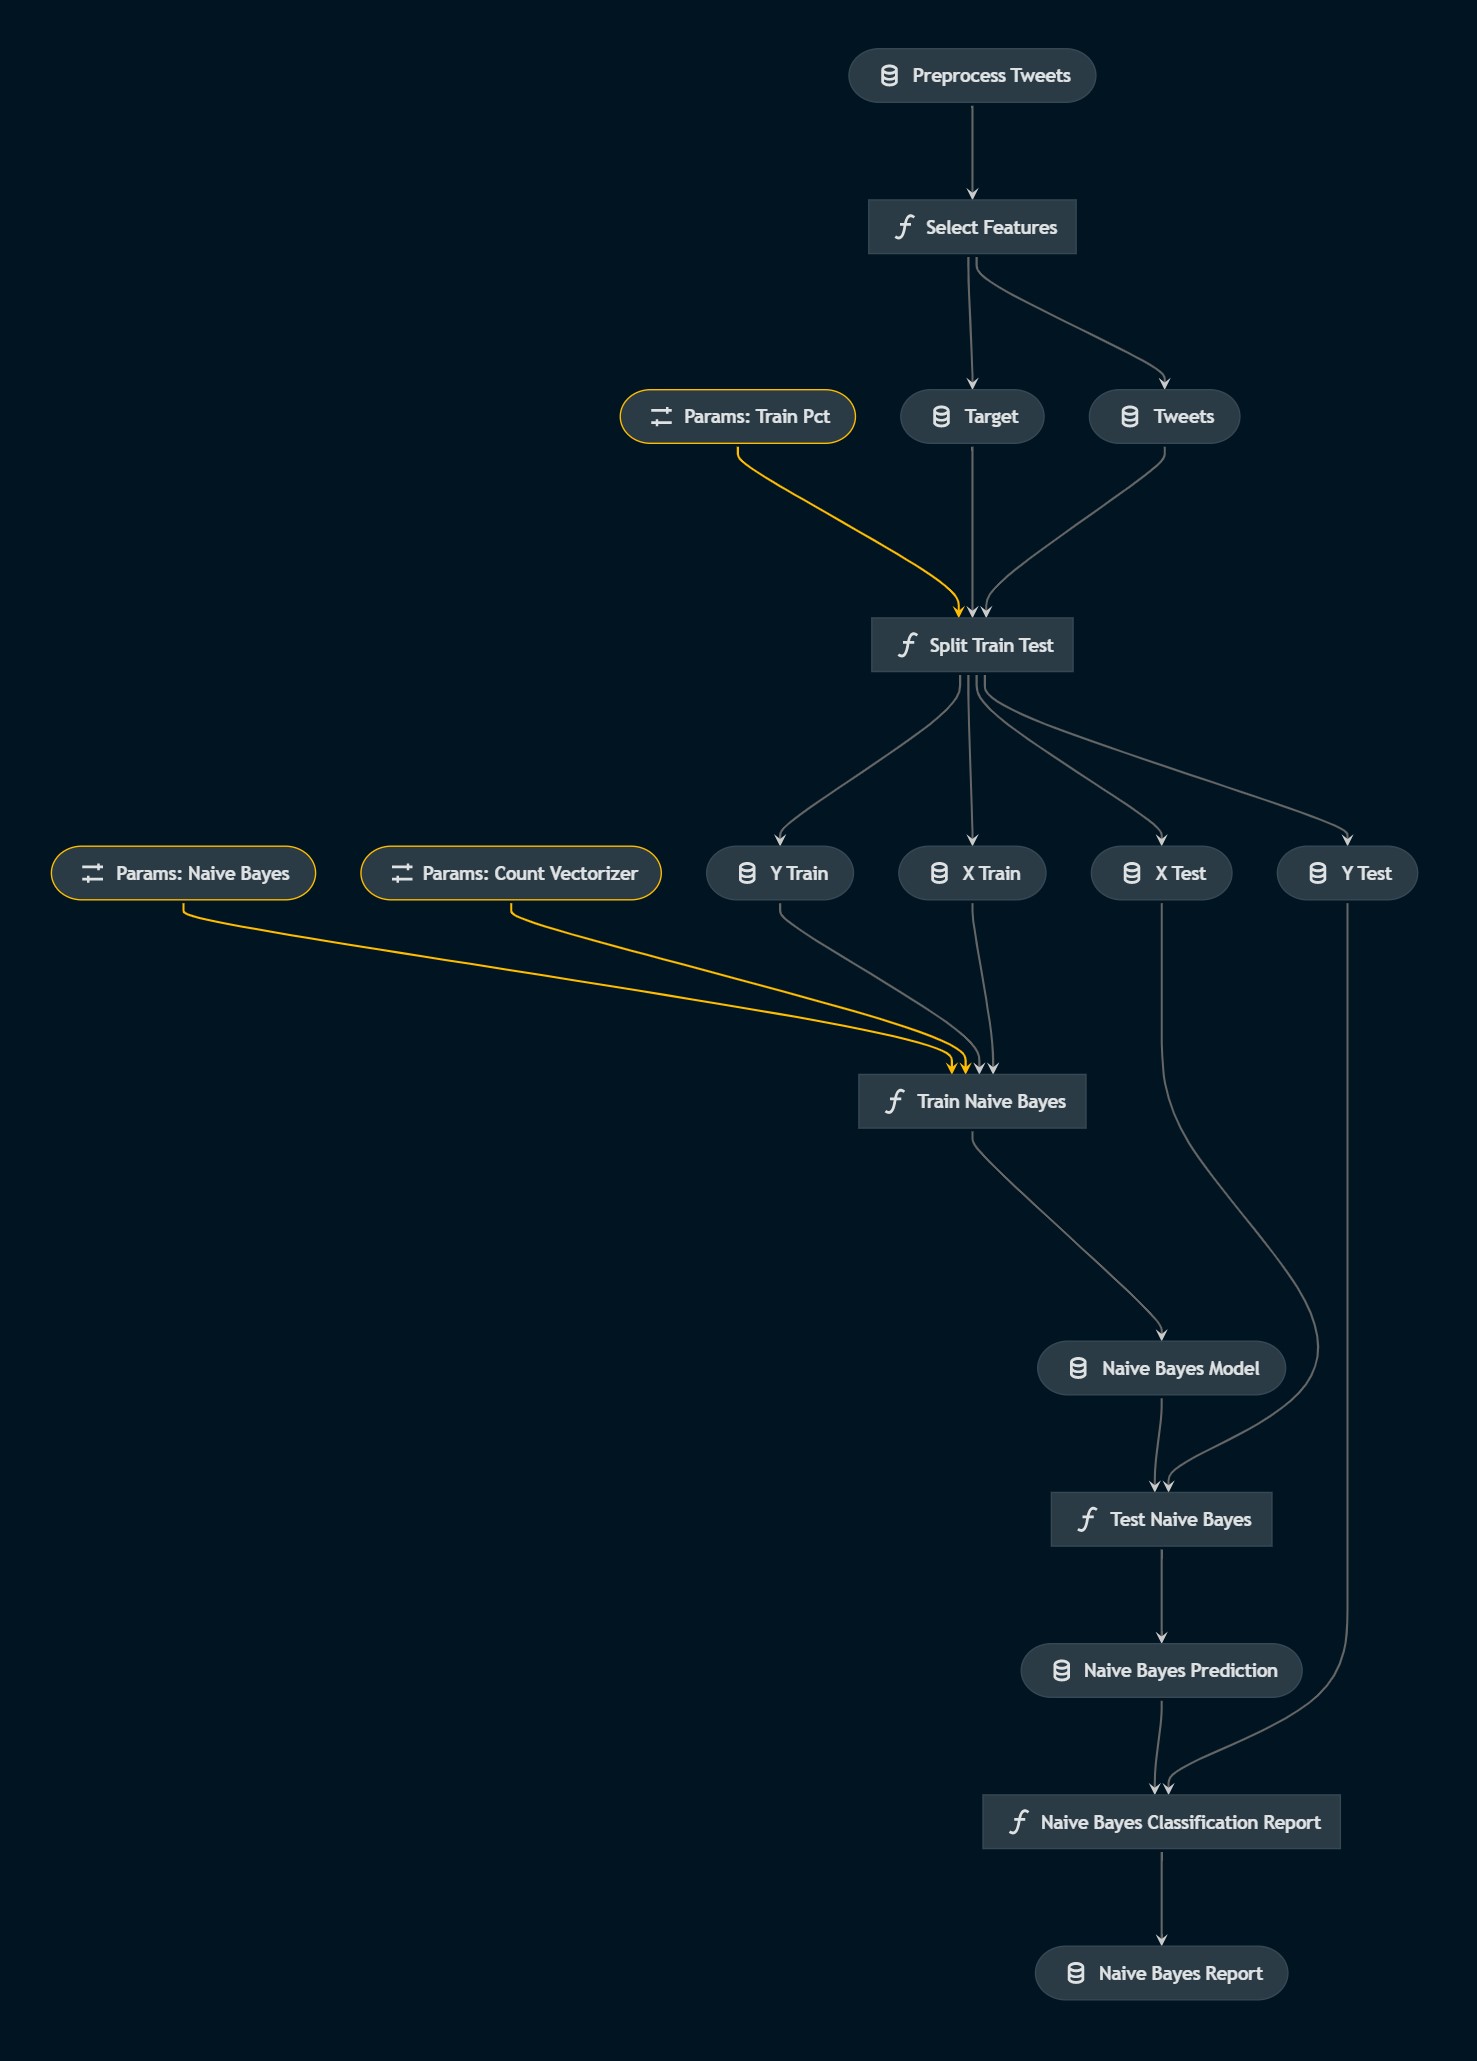 Preprocess Tweets
Select Features
Params: Train Pct
Target
Tweets
Split Train Test
Params: Naive Bayes
Params: Count Vectorizer
Y Train
X Train
X Test
Y Test
Train Naive Bayes
Naive Bayes Model
Test Naive Bayes
Naive Bayes Prediction
Naive Bayes Classification Report
Naive Bayes Report